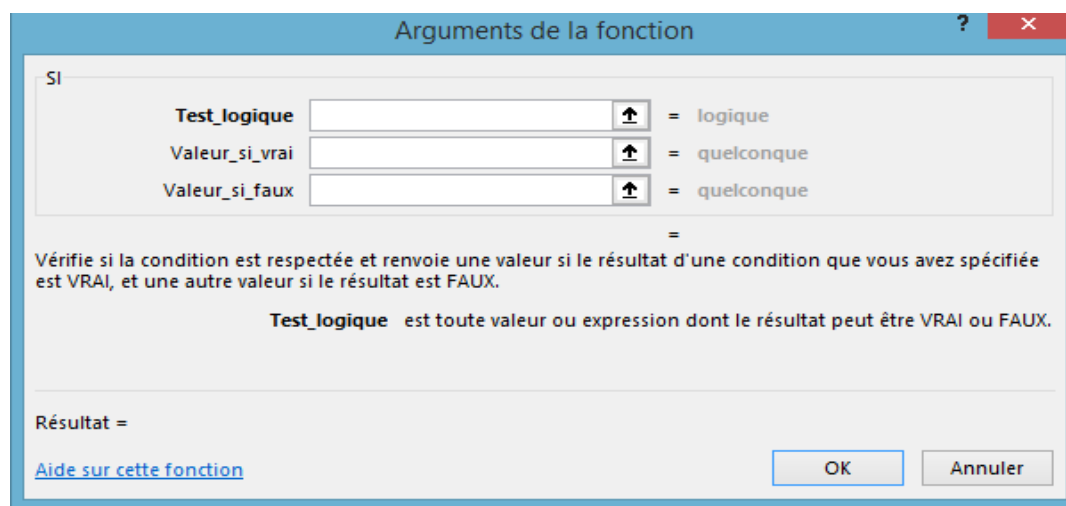 Arguments de la fonction
?
SI
Test_logique = logique
Valeur_si_vrai = quelconque
Valeur_si_faux = quelconque
=
Vérifie si la condition est respectée et renvoie une valeur si le résultat d'une condition que vous avez spécifiée
est VRAI, et une autre valeur si le résultat est FAUX.
Test_logique est toute valeur ou expression dont le résultat peut être VRAI ou FAUX.
Résultat =
Aide sur cette fonction
OK
Annuler